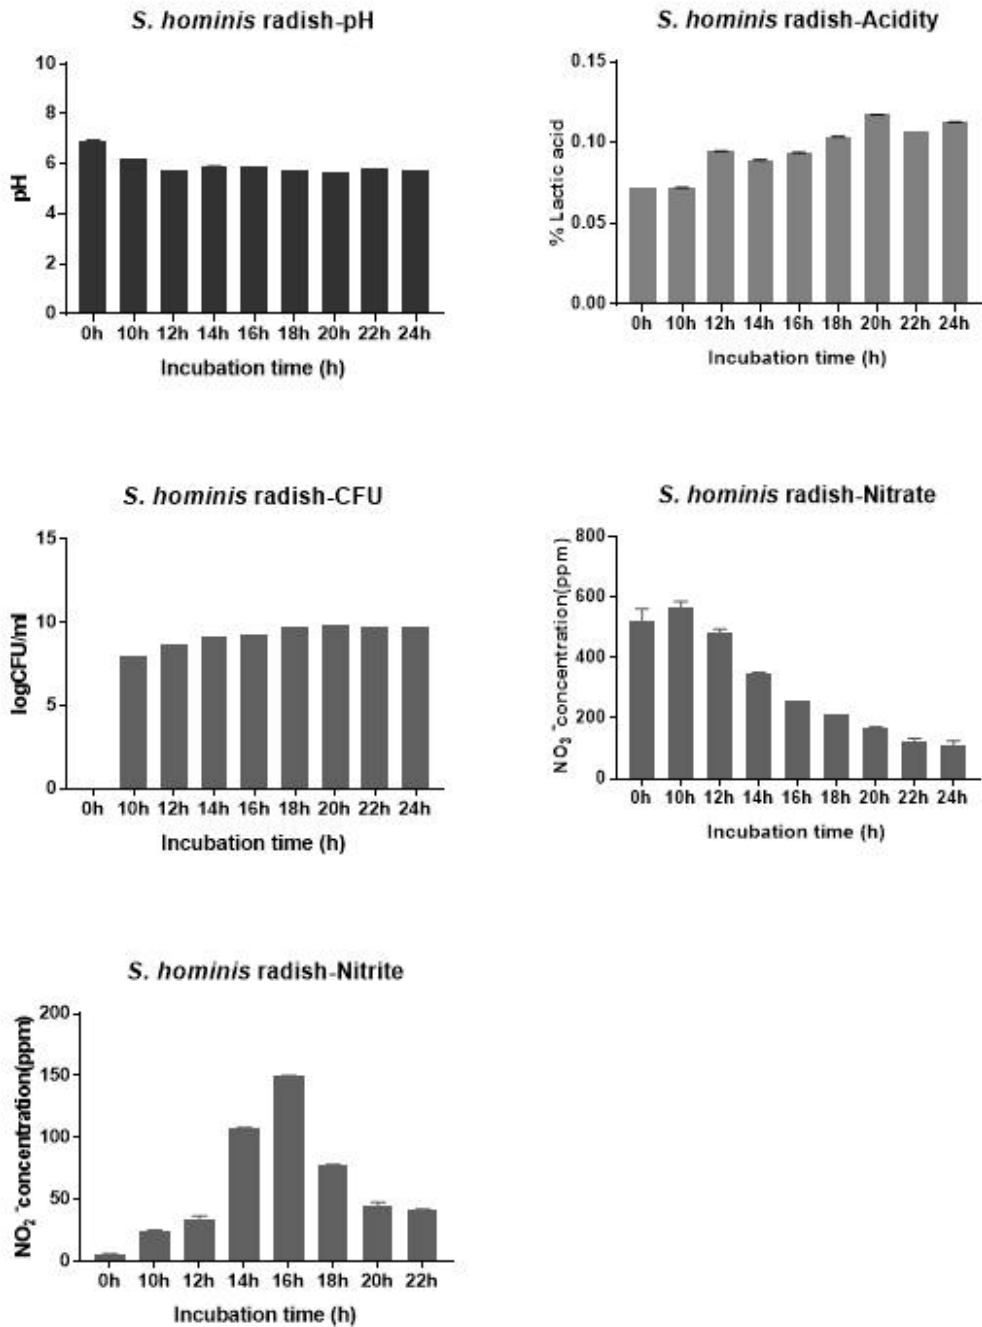 S. hominis radish-pH
10
8
6
4
2
0
pH
0h 10h 12h 14h 16h 18h 20h 22h 24h
Incubation time (h)
S. hominis radish-Acidity
0.15
0.10
0.05
0.00
% Lactic acid
0h 10h 12h 14h 16h 18h 20h 22h 24h
Incubation time (h)
S. hominis radish-CFU
15
10
5
0
logCFU/ml
0h 10h 12h 14h 16h 18h 20h 22h 24h
Incubation time (h)
S. hominis radish-Nitrate
800
600
400
200
0
NO₃⁻concentration(ppm)
0h 10h 12h 14h 16h 18h 20h 22h 24h
Incubation time (h)
S. hominis radish-Nitrite
200
150
100
50
0
NO₂⁻concentration(ppm)
0h 10h 12h 14h 16h 18h 20h 22h
Incubation time (h)